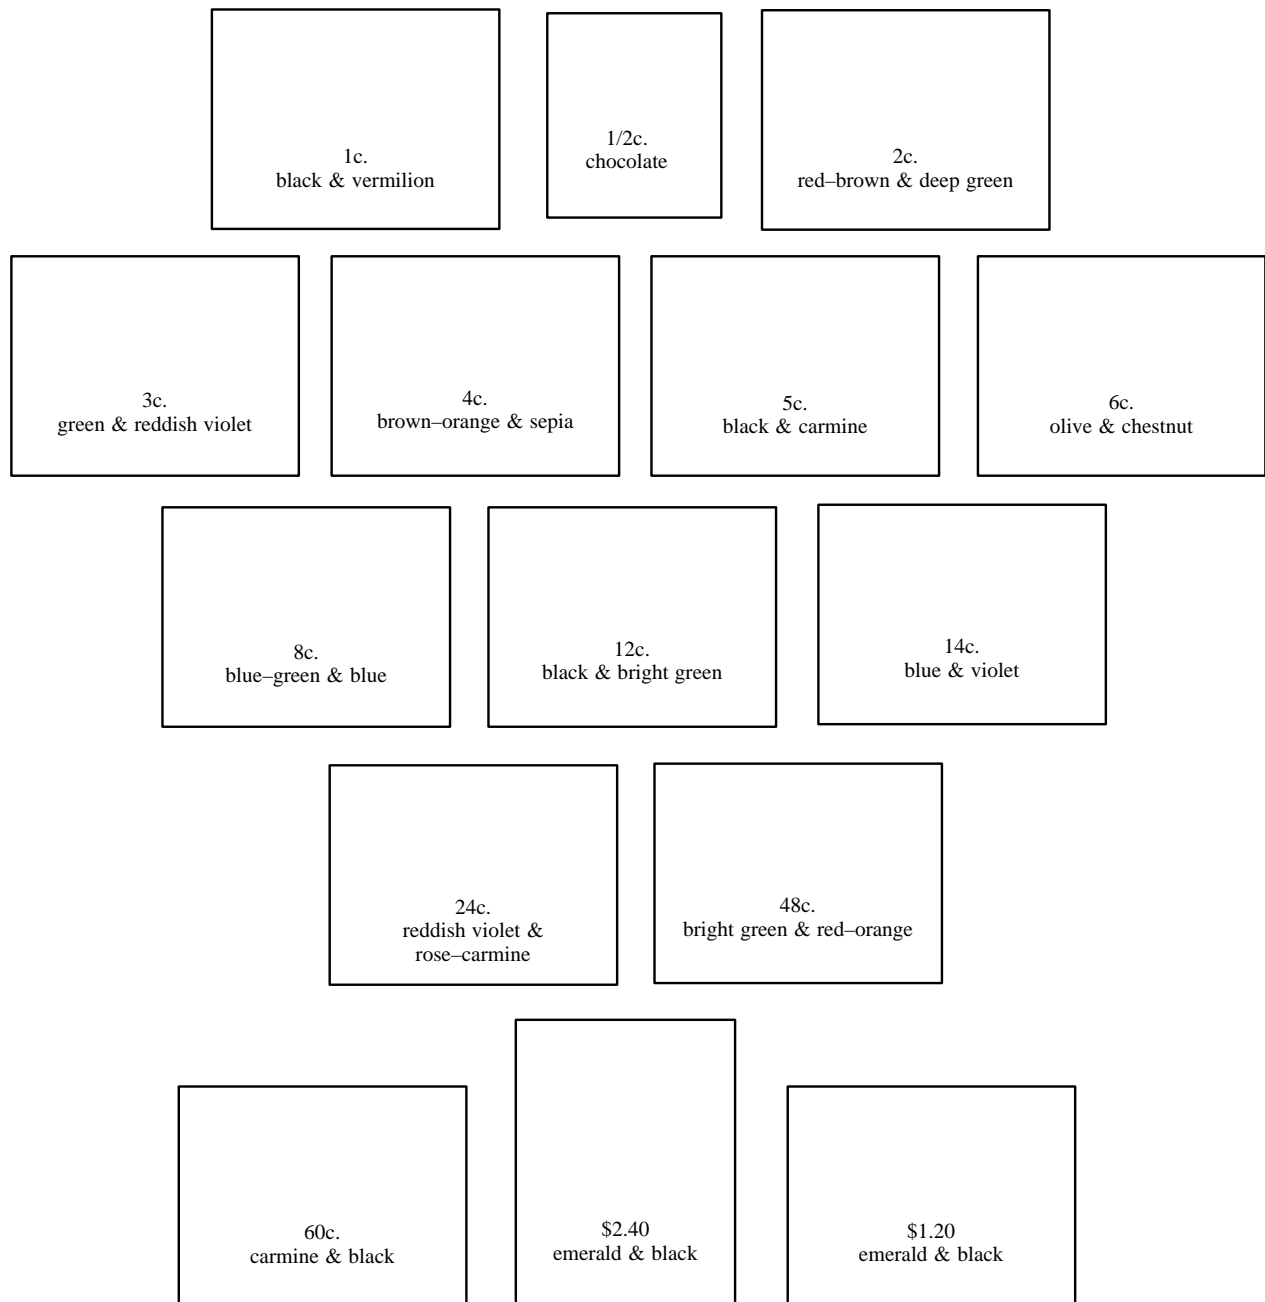 1c.
black & vermilion
1/2c.
chocolate
2c.
red–brown & deep green
3c.
green & reddish violet
4c.
brown–orange & sepia
5c.
black & carmine
6c.
olive & chestnut
8c.
blue–green & blue
12c.
black & bright green
14c.
blue & violet
24c.
reddish violet &
rose–carmine
48c.
bright green & red–orange
60c.
carmine & black
$2.40
emerald & black
$1.20
emerald & black